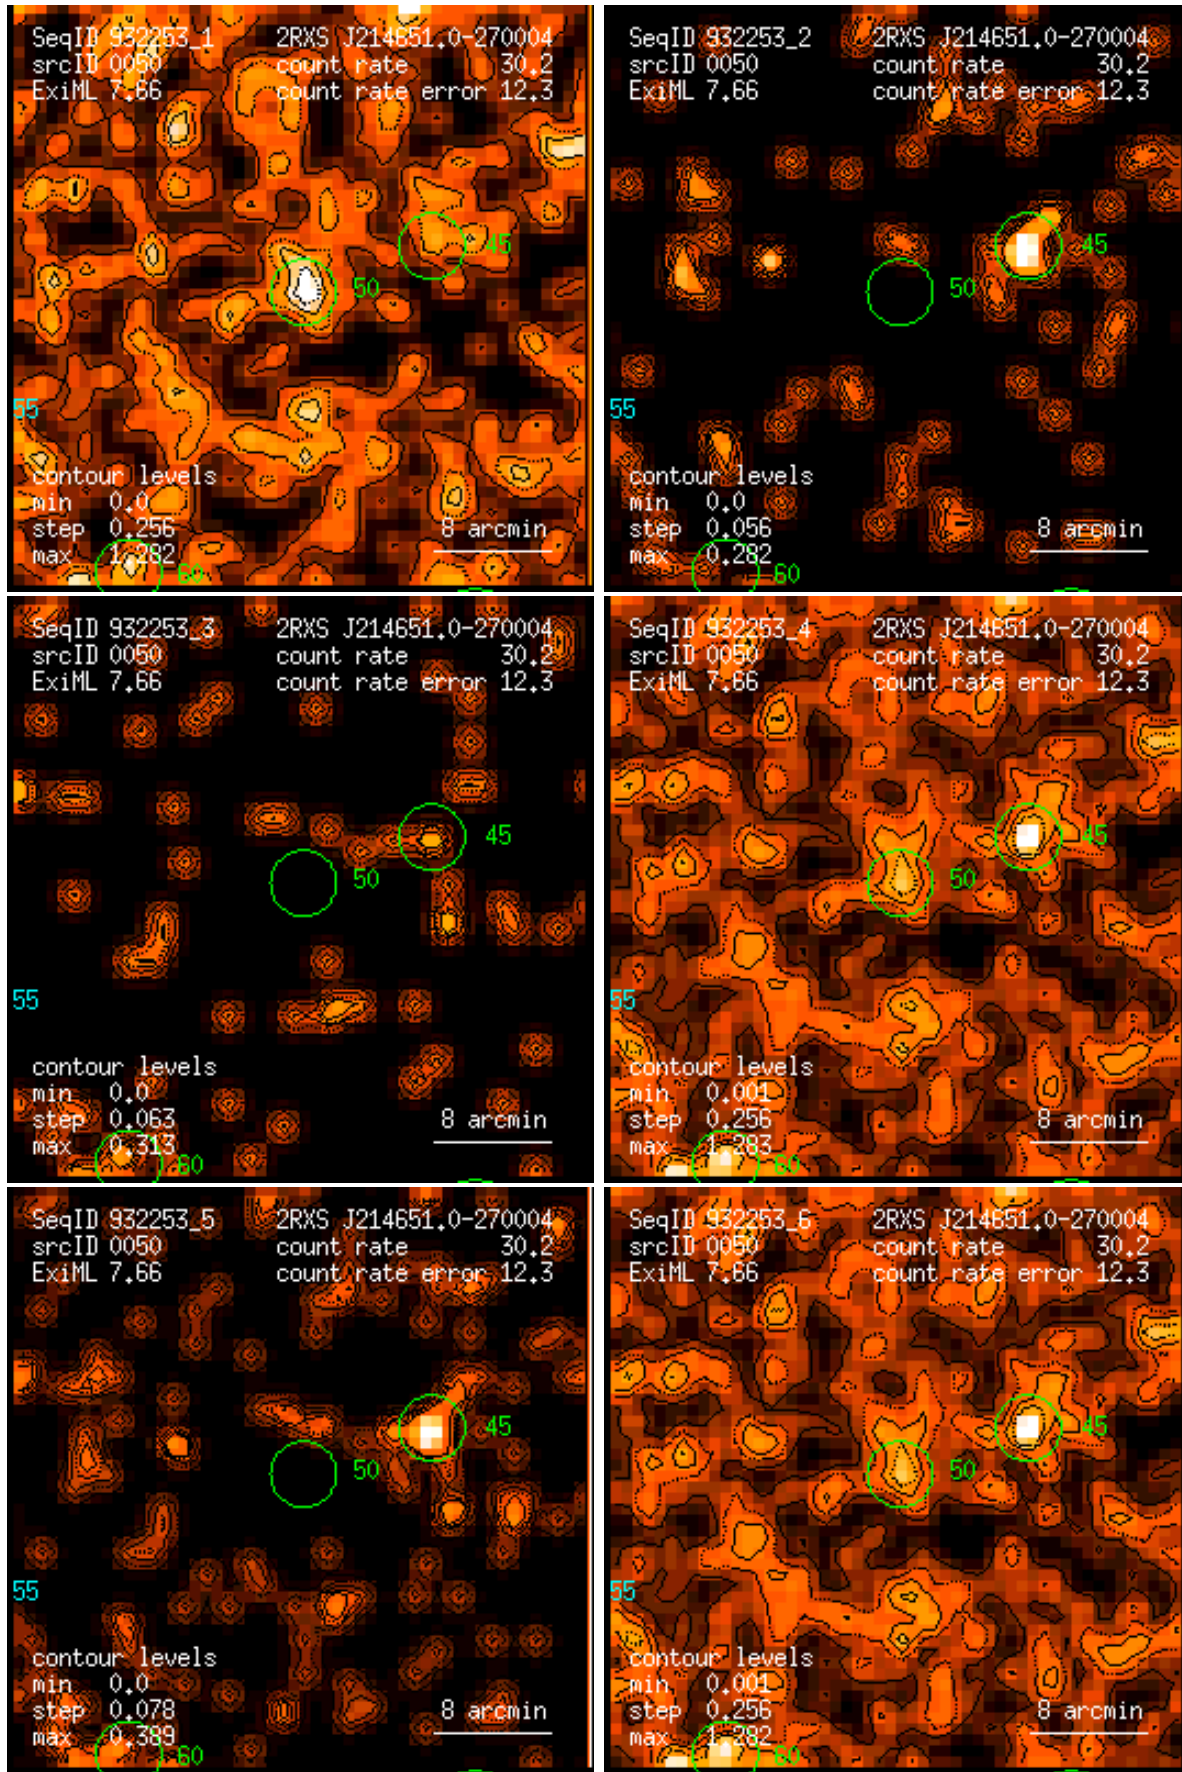 SeqID 932253_1 2RXS J214651.0-270004
srcID 0050 count rate 30.2
ExiML 7.66 count rate error 12.3
45
50
55
contour levels
min 0.0
step 0.256
max 1.282
8 arcmin
60
SeqID 932253_2 2RXS J214651.0-270004
srcID 0050 count rate 30.2
ExiML 7.66 count rate error 12.3
45
50
55
contour levels
min 0.0
step 0.056
max 0.282
8 arcmin
60
SeqID 932253_3 2RXS J214651.0-270004
srcID 0050 count rate 30.2
ExiML 7.66 count rate error 12.3
45
50
55
contour levels
min 0.0
step 0.063
max 0.313
8 arcmin
60
SeqID 932253_4 2RXS J214651.0-270004
srcID 0050 count rate 30.2
ExiML 7.66 count rate error 12.3
45
50
55
contour levels
min 0.001
step 0.256
max 1.283
8 arcmin
60
SeqID 932253_5 2RXS J214651.0-270004
srcID 0050 count rate 30.2
ExiML 7.66 count rate error 12.3
45
50
55
contour levels
min 0.0
step 0.078
max 0.389
8 arcmin
60
SeqID 932253_6 2RXS J214651.0-270004
srcID 0050 count rate 30.2
ExiML 7.66 count rate error 12.3
45
50
55
contour levels
min 0.001
step 0.256
max 1.282
8 arcmin
60